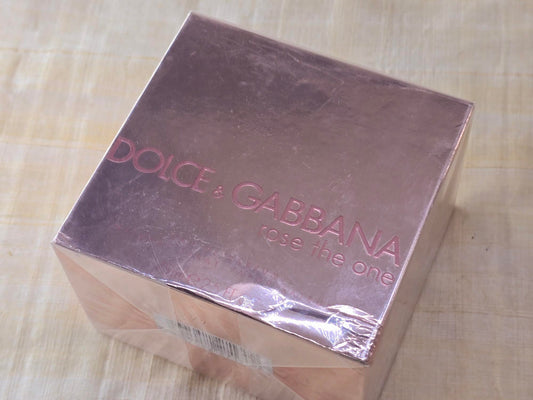 DOLCE & GABBANA
rose the one